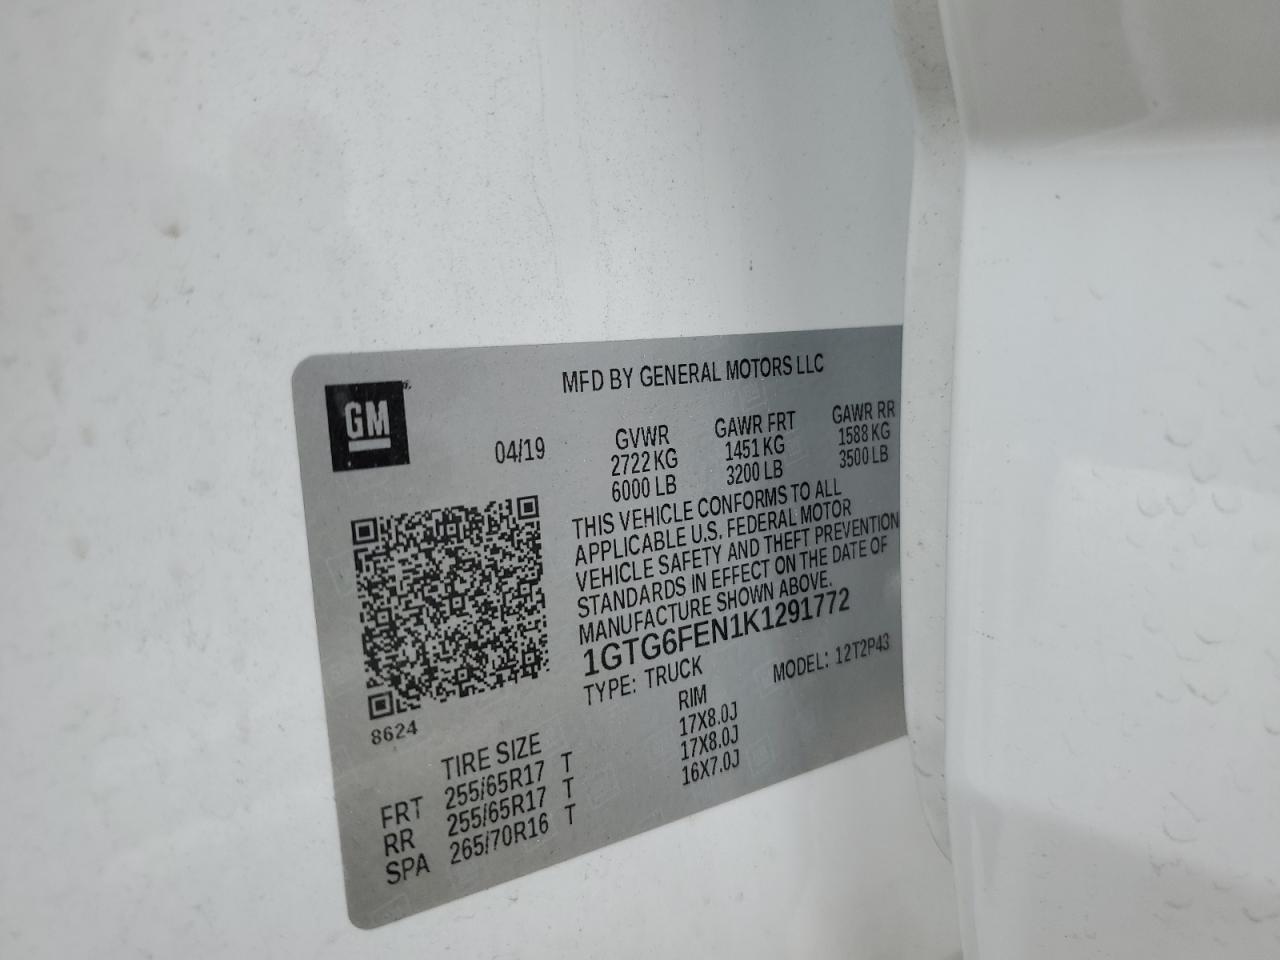 MFD BY GENERAL MOTORS LLC
GM
04/19
GVWR GAWR FRT GAWR RR
2722 KG 1451 KG 1588 KG
6000 LB 3200 LB 3500 LB
THIS VEHICLE CONFORMS TO ALL
APPLICABLE U.S. FEDERAL MOTOR
VEHICLE SAFETY AND THEFT PREVENTION
STANDARDS IN EFFECT ON THE DATE OF
MANUFACTURE SHOWN ABOVE.
1GTG6FEN1K1291772
TYPE: TRUCK MODEL: 12T2P43
8624
TIRE SIZE RIM
FRT 255/65R17 T 17X8.0J
RR 255/65R17 T 17X8.0J
SPA 265/70R16 T 16X7.0J